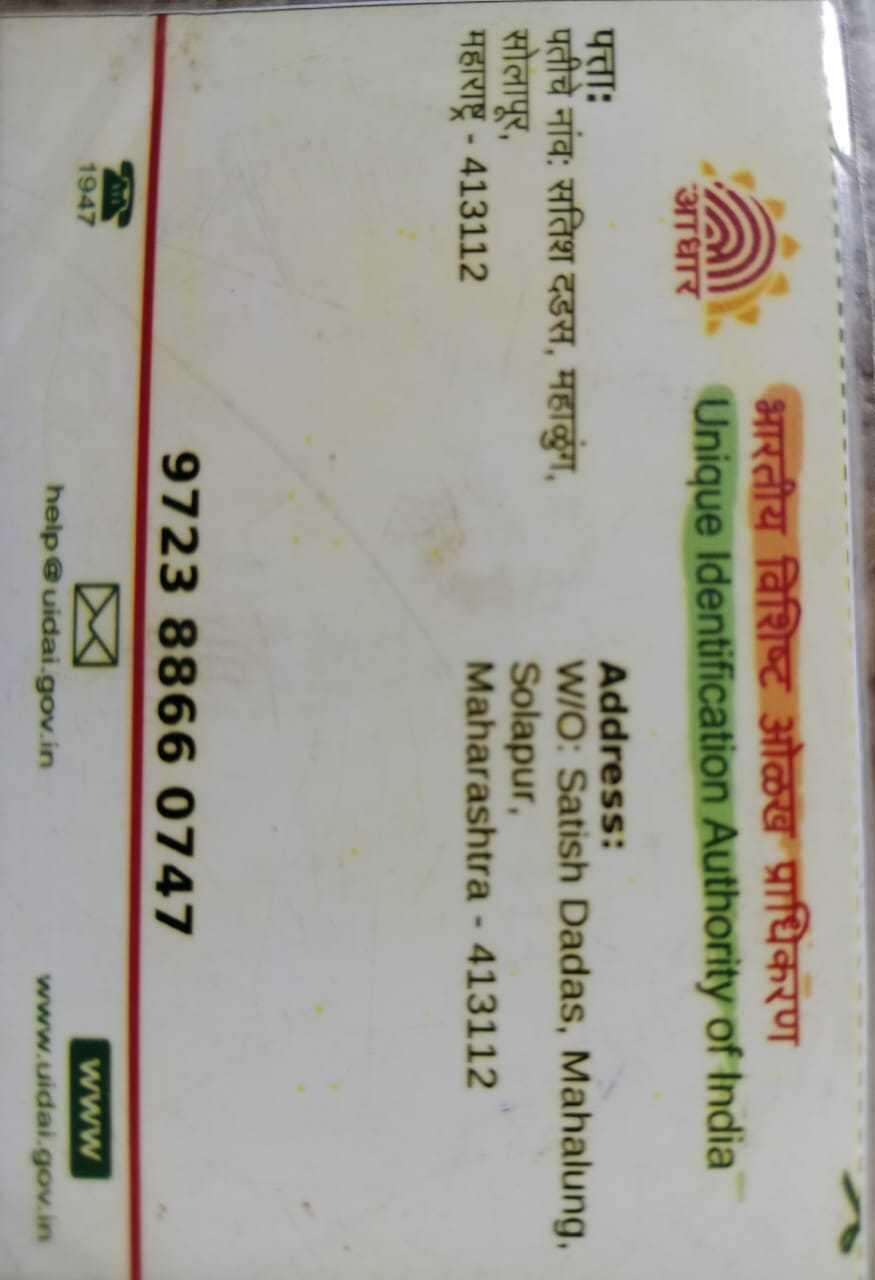 आधार
भारतीय विशिष्ट ओळख प्राधिकरण
Unique Identification Authority of India
पत्ता:
पतीचे नांव: सतिश दडस, महाळुंग,
सोलापूर,
महाराष्ट्र - 413112
Address:
W/O: Satish Dadas, Mahalung,
Solapur,
Maharashtra - 413112
9723 8866 0747
1947
help@uidai.gov.in
www
www.uidai.gov.in